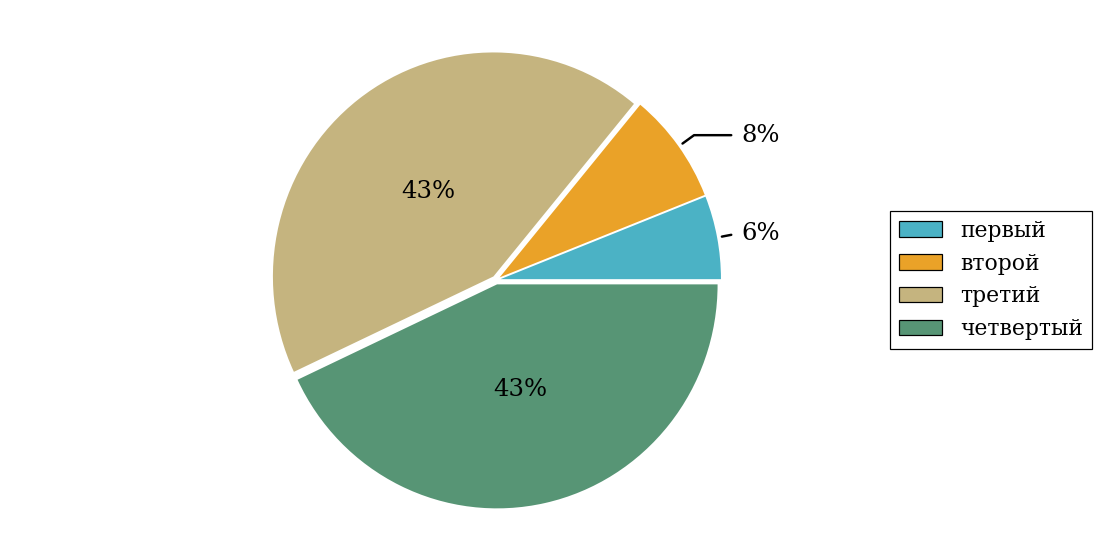 8%
43%
6%
43%
первый
второй
третий
четвертый